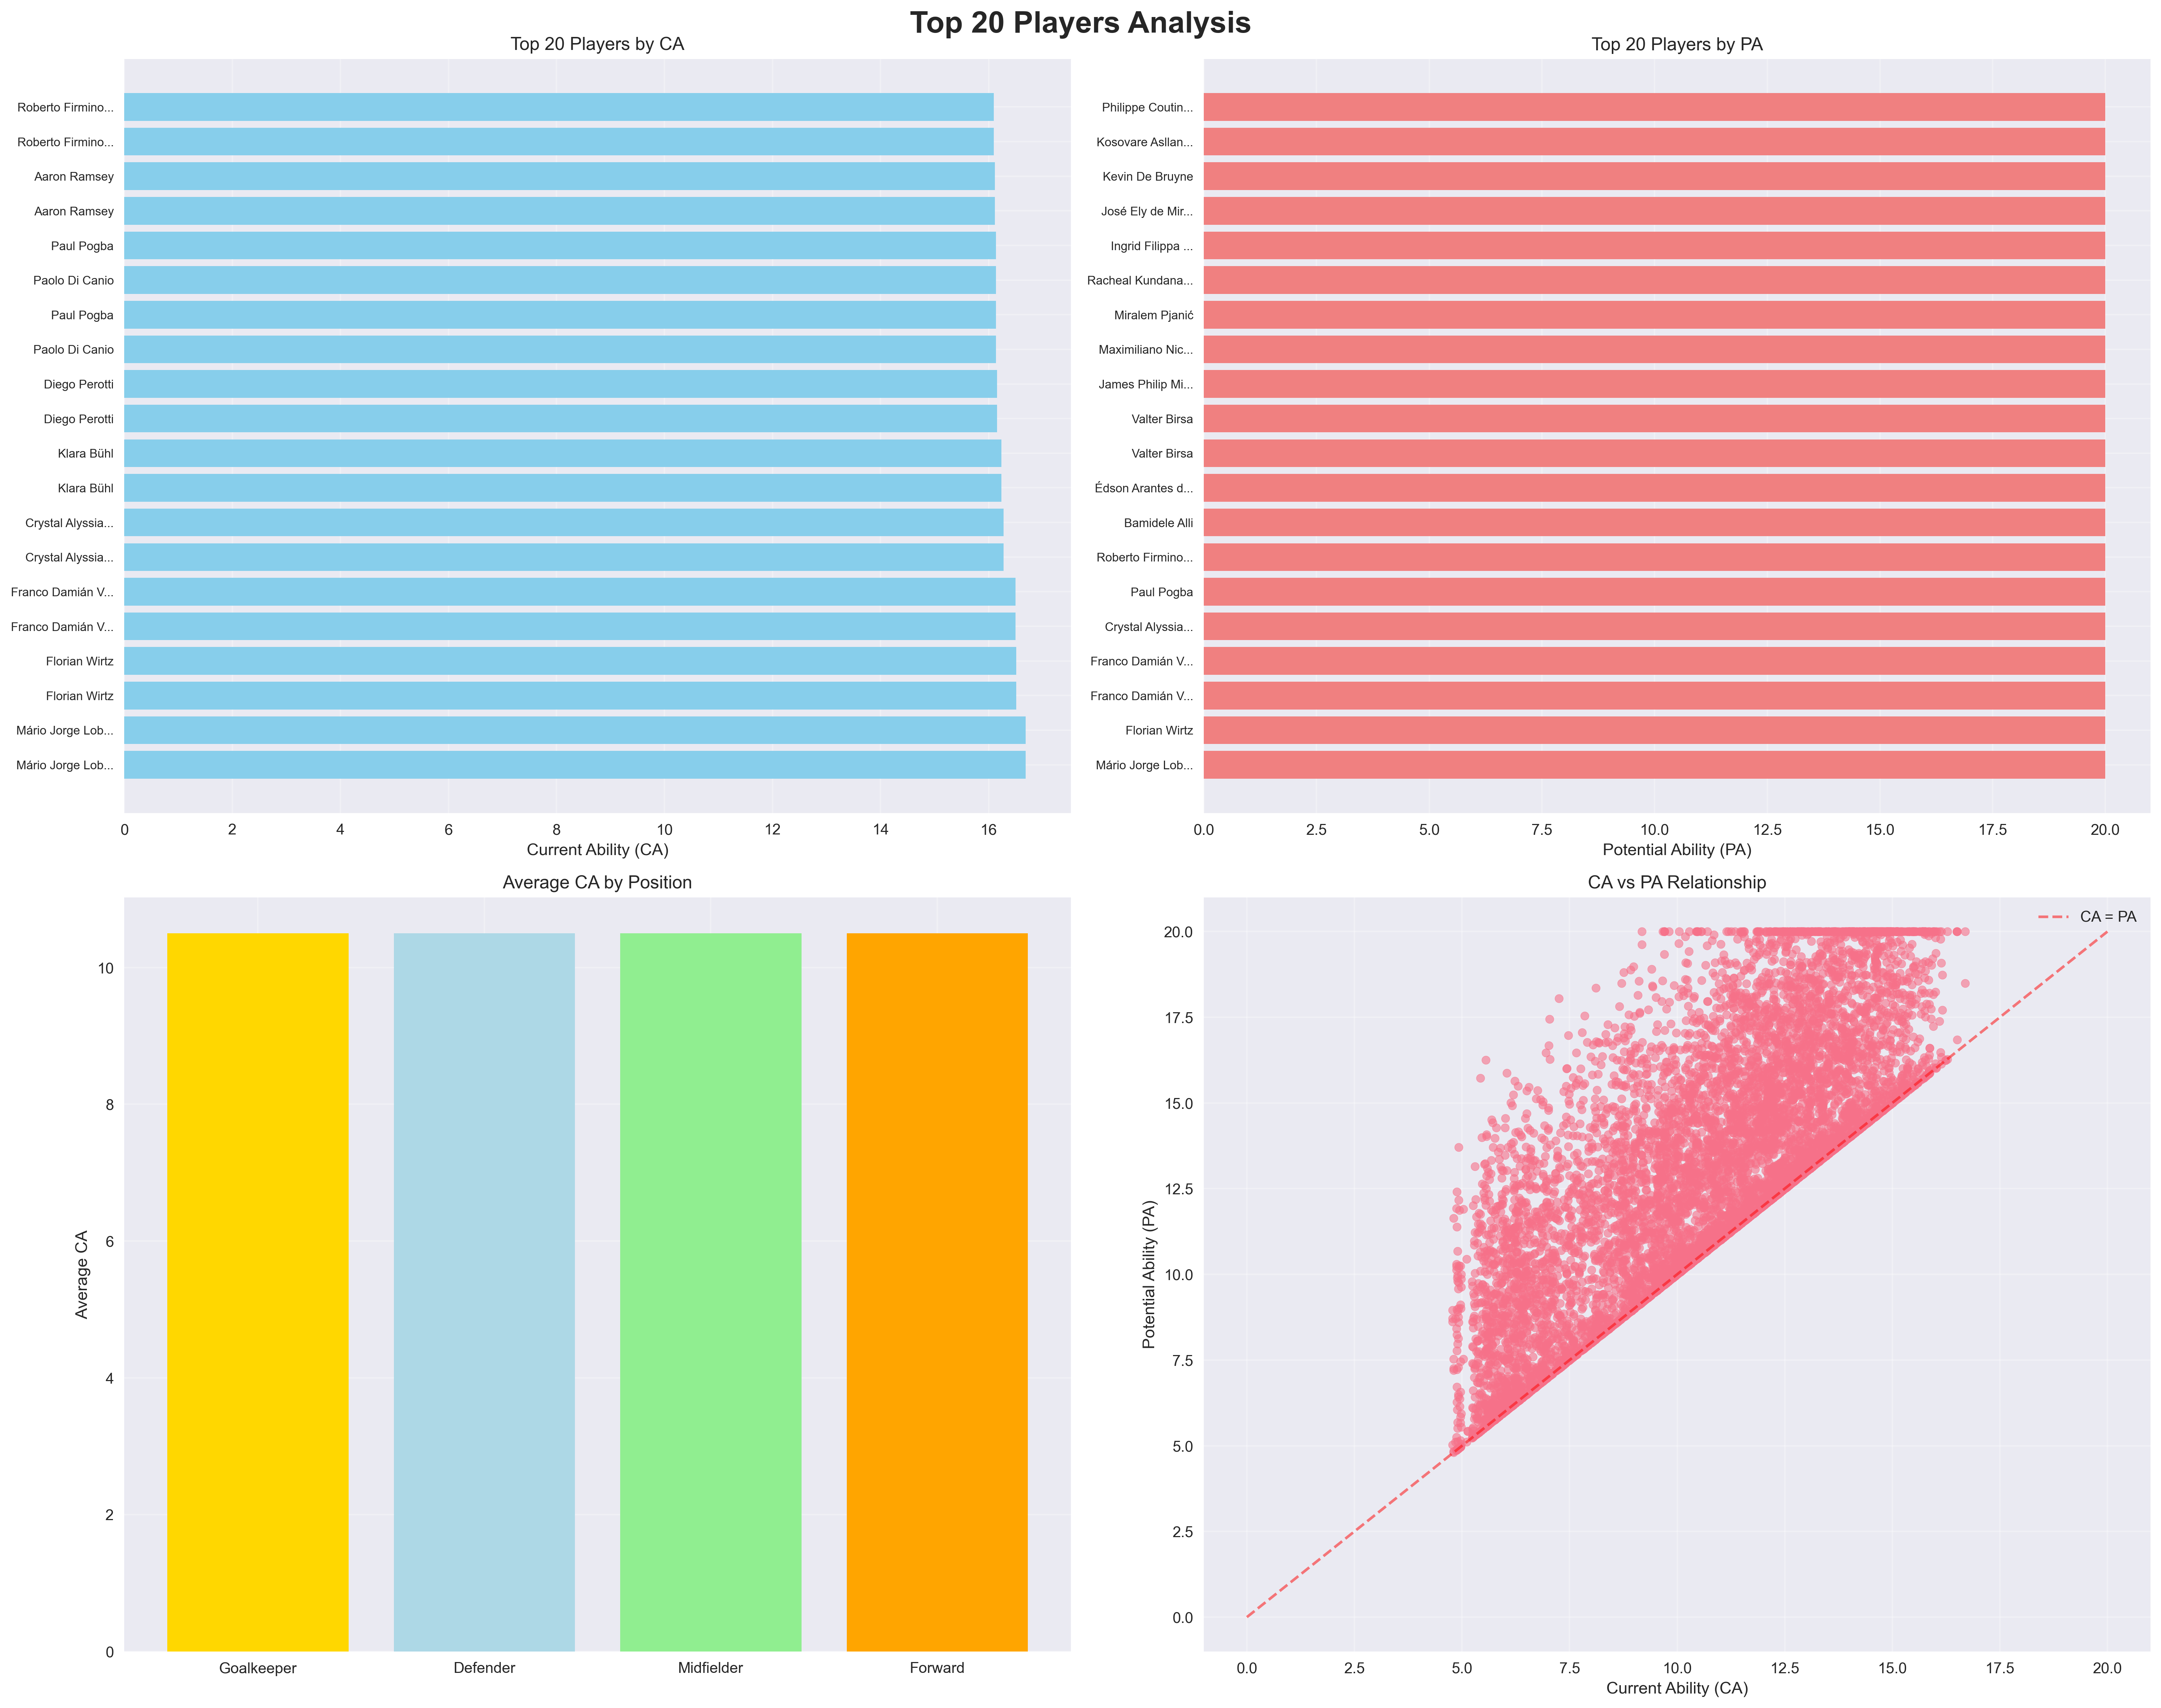 Top 20 Players Analysis
Top 20 Players by CA
Roberto Firmino...
Roberto Firmino...
Aaron Ramsey
Aaron Ramsey
Paul Pogba
Paolo Di Canio
Paul Pogba
Paolo Di Canio
Diego Perotti
Diego Perotti
Klara Bühl
Klara Bühl
Crystal Alyssia...
Crystal Alyssia...
Franco Damián V...
Franco Damián V...
Florian Wirtz
Florian Wirtz
Mário Jorge Lob...
Mário Jorge Lob...
0 2 4 6 8 10 12 14 16
Current Ability (CA)
Top 20 Players by PA
Philippe Coutin...
Kosovare Asllan...
Kevin De Bruyne
José Ely de Mir...
Ingrid Filippa ...
Racheal Kundana...
Miralem Pjanić
Maximiliano Nic...
James Philip Mi...
Valter Birsa
Valter Birsa
Édson Arantes d...
Bamidele Alli
Roberto Firmino...
Paul Pogba
Crystal Alyssia...
Franco Damián V...
Franco Damián V...
Florian Wirtz
Mário Jorge Lob...
0.0 2.5 5.0 7.5 10.0 12.5 15.0 17.5 20.0
Potential Ability (PA)
Average CA by Position
Average CA
10
8
6
4
2
0
Goalkeeper Defender Midfielder Forward
CA vs PA Relationship
CA = PA
Potential Ability (PA)
20.0
17.5
15.0
12.5
10.0
7.5
5.0
2.5
0.0
0.0 2.5 5.0 7.5 10.0 12.5 15.0 17.5 20.0
Current Ability (CA)